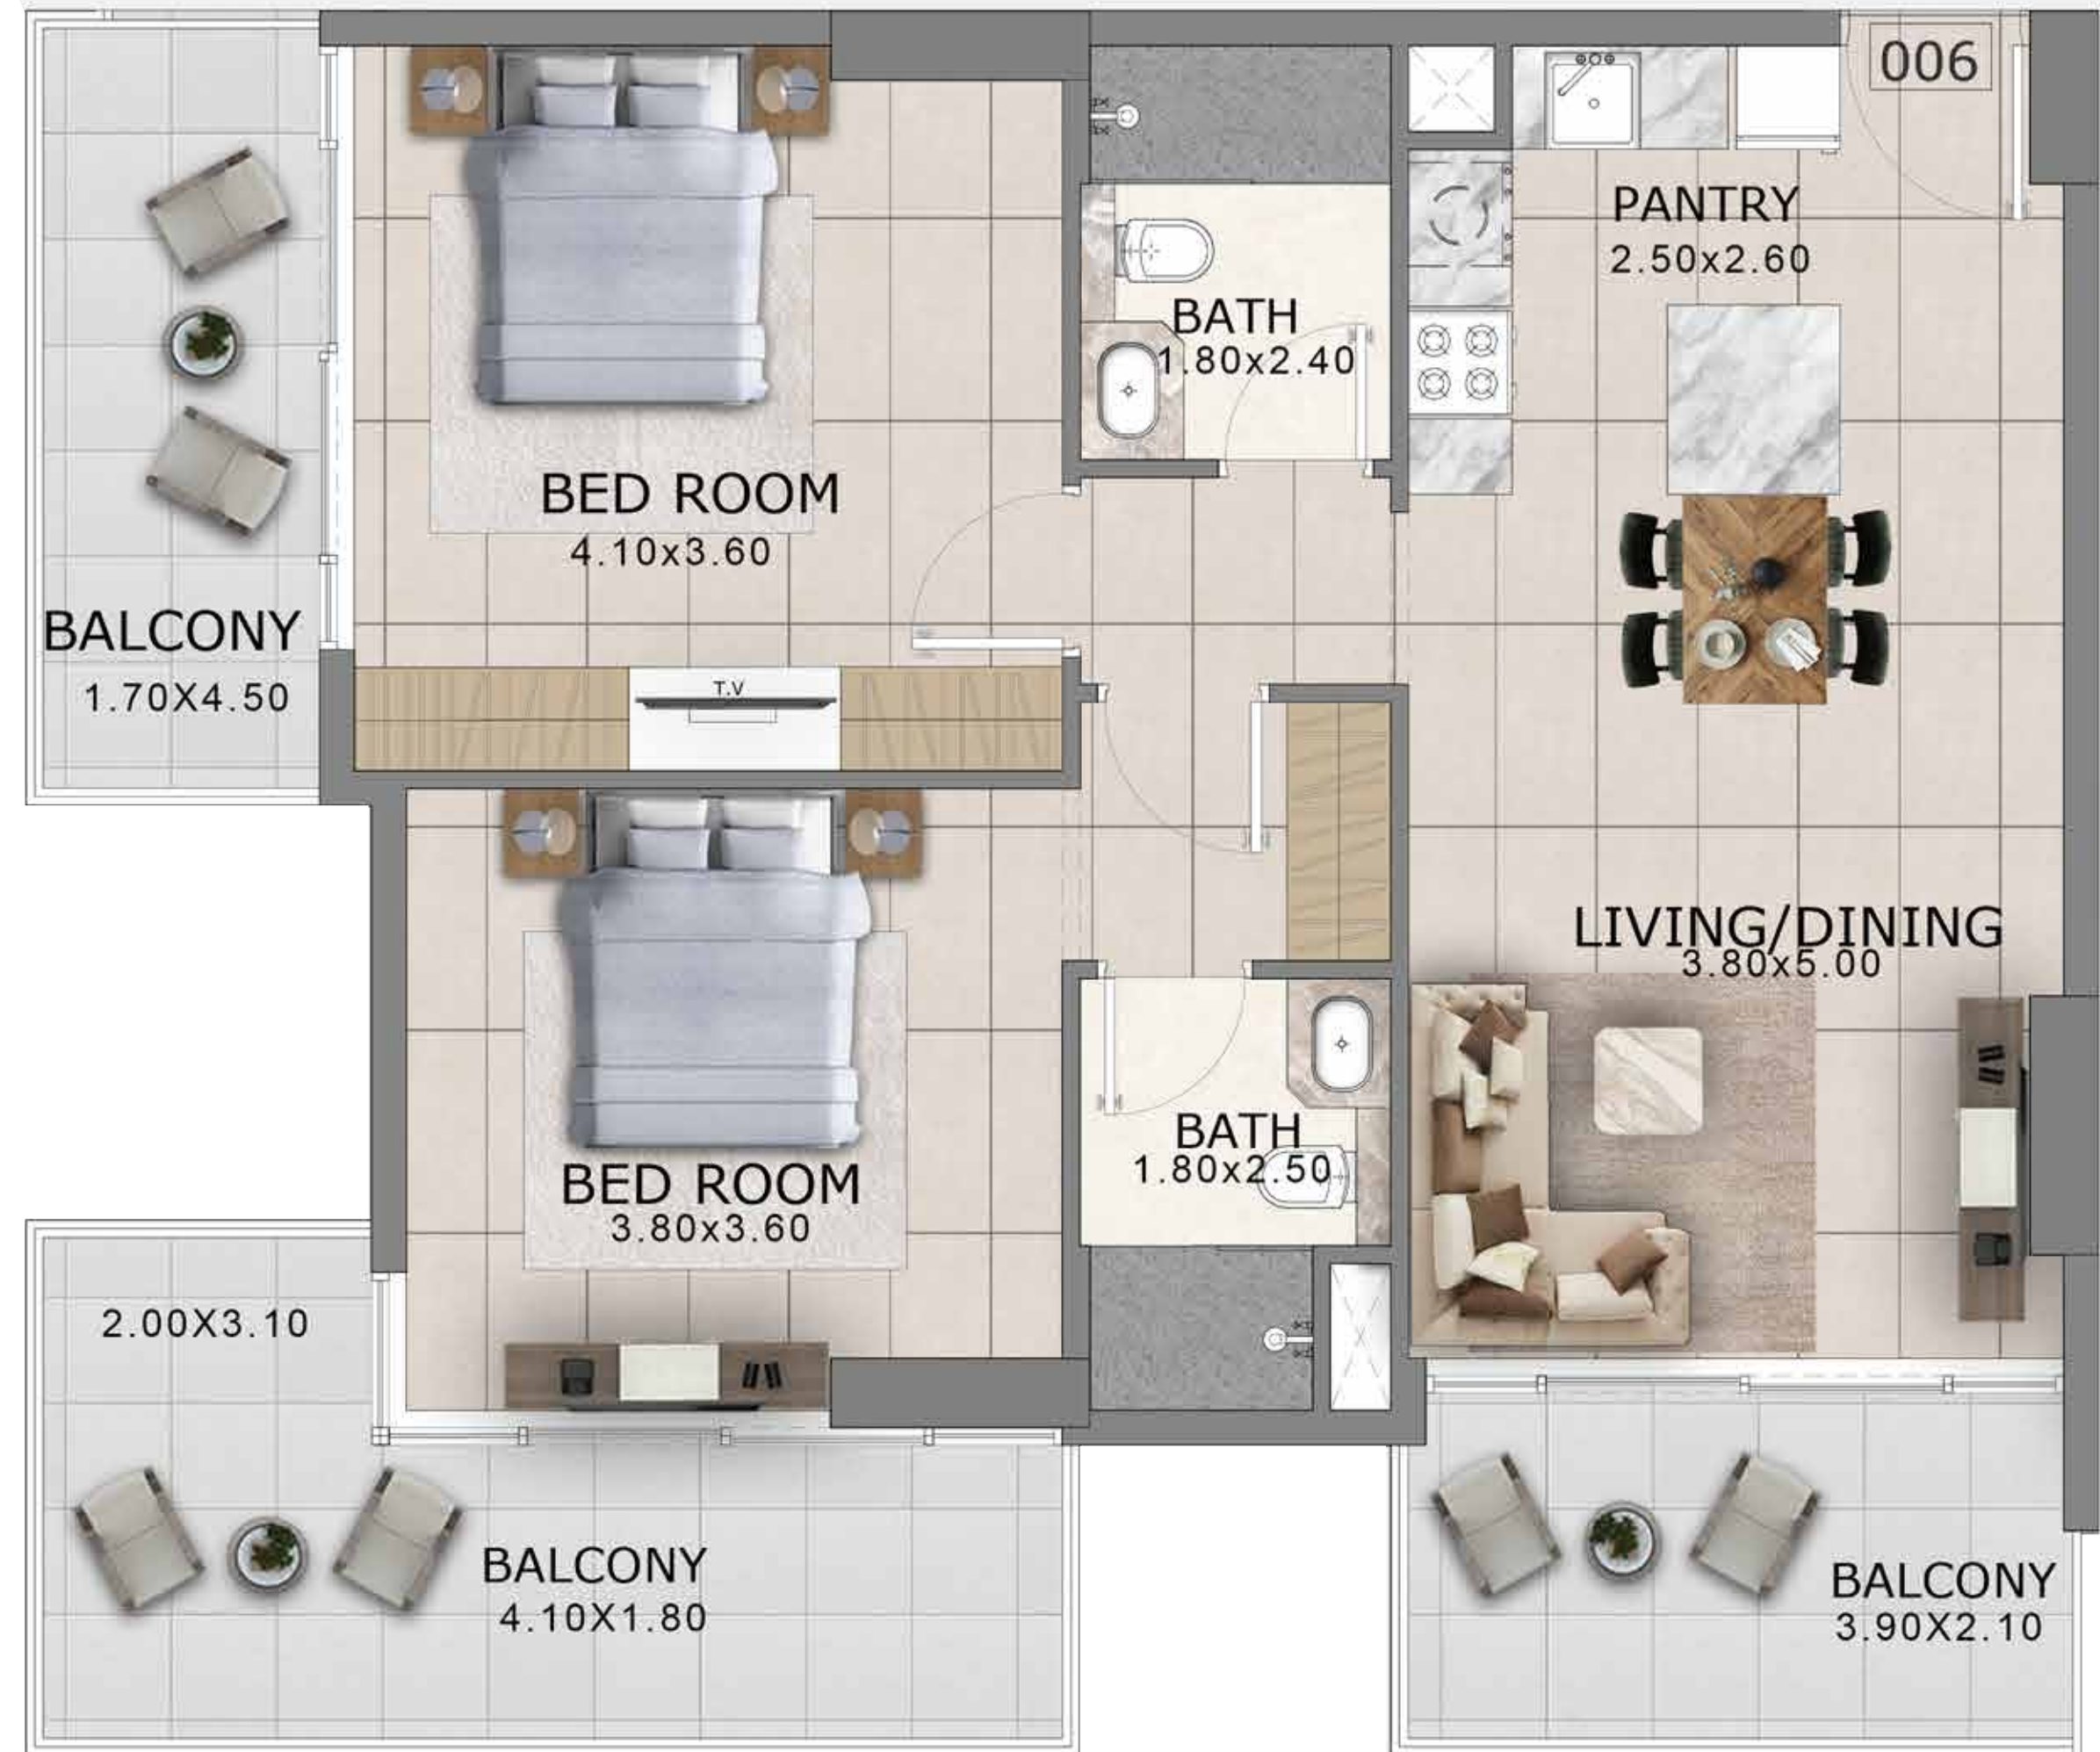 006
PANTRY
2.50x2.60
BATH
1.80x2.40
BED ROOM
4.10x3.60
BALCONY
1.70X4.50
T.V
LIVING/DINING
3.80x5.00
BATH
1.80x2.50
BED ROOM
3.80x3.60
2.00X3.10
BALCONY
4.10X1.80
BALCONY
3.90X2.10